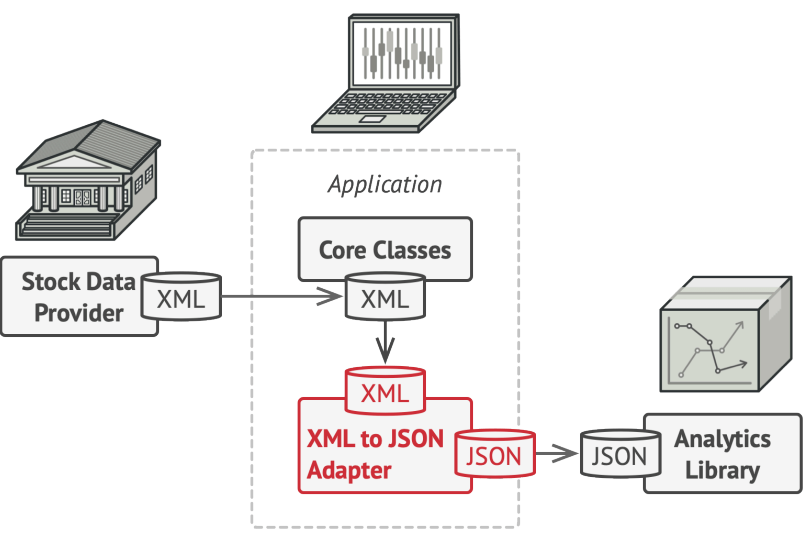 Application
Core Classes
Stock Data
Provider
XML
XML
XML
XML to JSON
Adapter
JSON
JSON
Analytics
Library